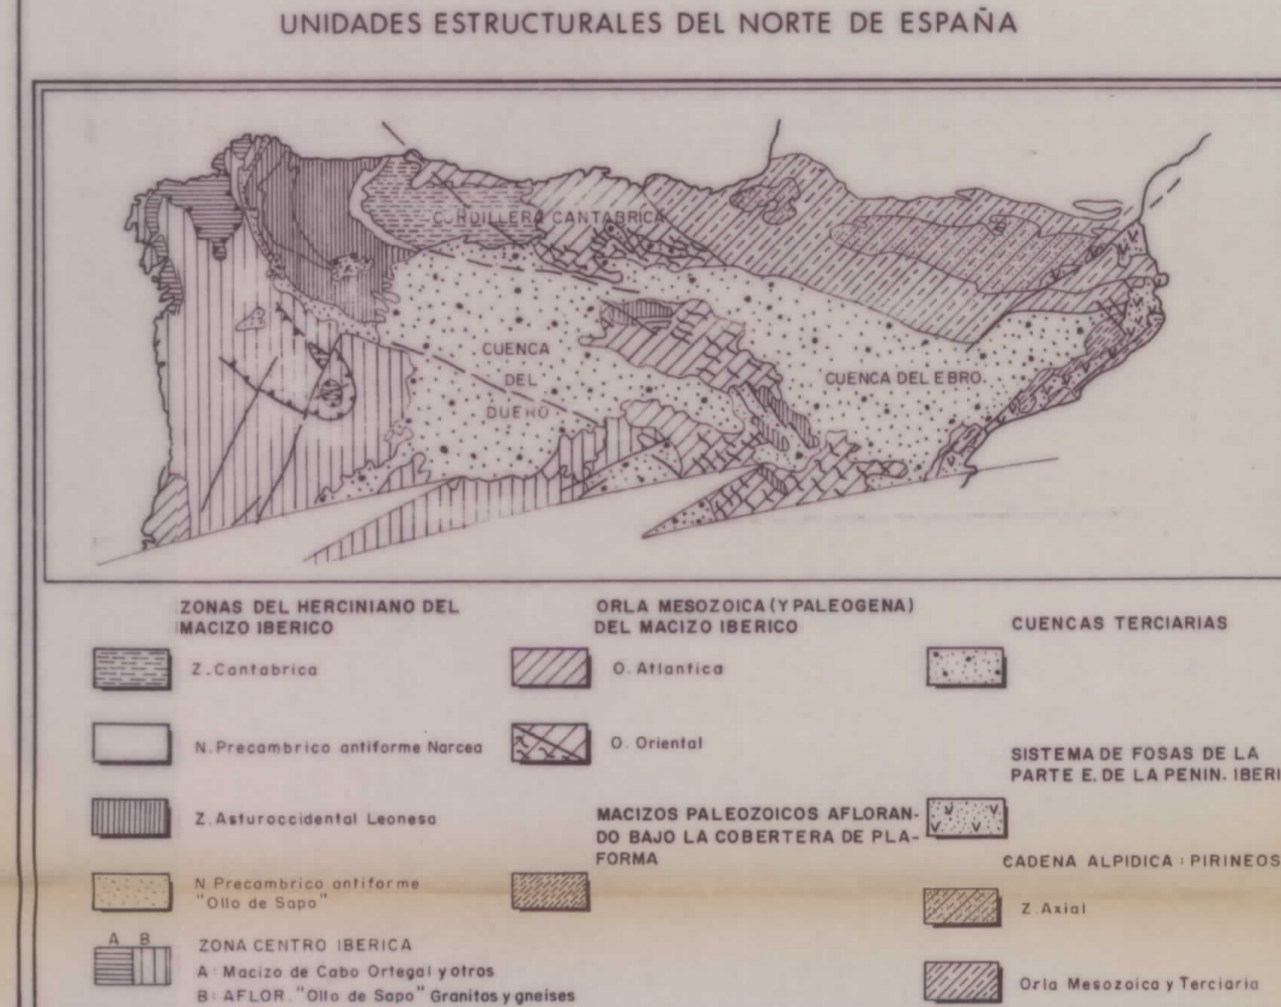 UNIDADES ESTRUCTURALES DEL NORTE DE ESPAÑA
CORDILLERA CANTABRICA
CUENCA
DEL
DUERO
CUENCA DEL EBRO.
ZONAS DEL HERCINIANO DEL
MACIZO IBERICO
Z. Cantabrica
N. Precambrico antiforme Narcea
Z. Asturoccidental Leonesa
N. Precambrico antiforme
"Ollo de Sapo"
A B
ZONA CENTRO IBERICA
A: Macizo de Cabo Ortegal y otros
B: AFLOR. "Ollo de Sapo" Granitos y gneises
ORLA MESOZOICA (Y PALEOGENA)
DEL MACIZO IBERICO
O. Atlantica
O. Oriental
MACIZOS PALEOZOICOS AFLORAN-
DO BAJO LA COBERTERA DE PLA-
FORMA
CUENCAS TERCIARIAS
SISTEMA DE FOSAS DE LA
PARTE E. DE LA PENIN. IBERI
CADENA ALPIDICA: PIRINEOS
Z. Axial
Orla Mesozoica y Terciaria